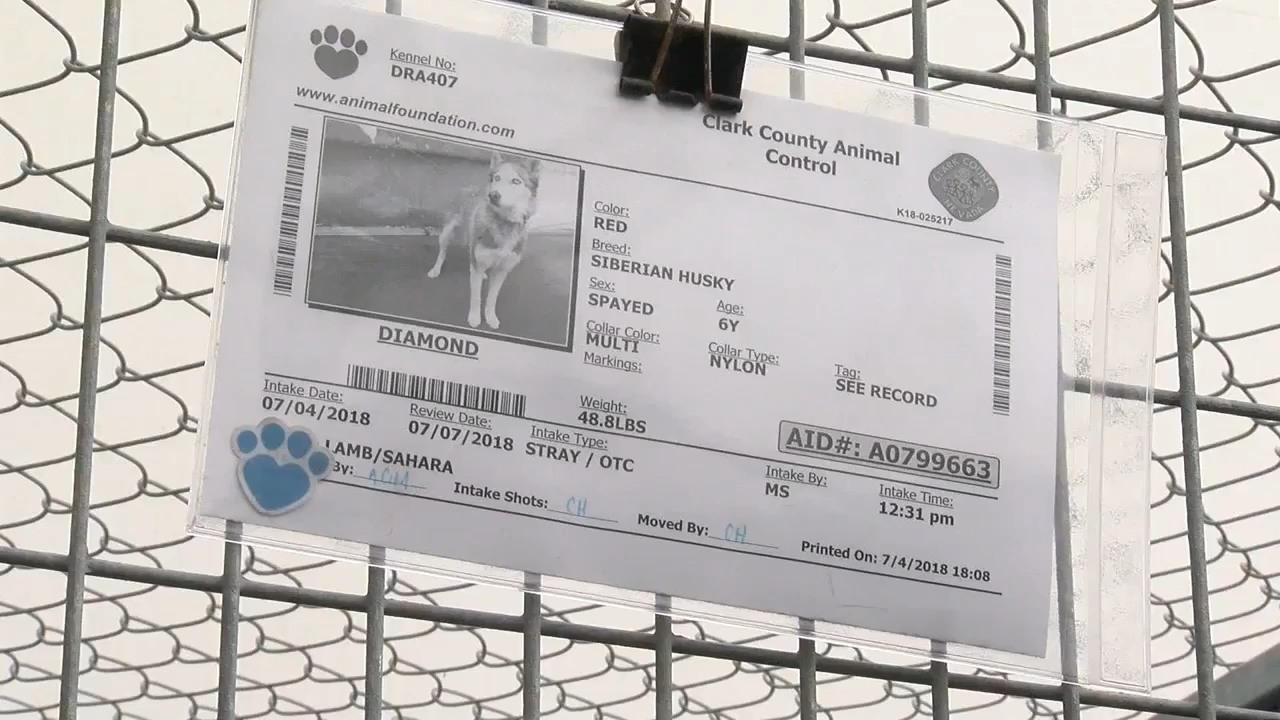 Kennel No:
DRA407
www.animalfoundation.com
Clark County Animal
Control
CLARK COUNTY
NEVADA
K18-025217
Color:
RED
Breed:
SIBERIAN HUSKY
Sex:
SPAYED
Age:
6Y
Collar Color:
MULTI
Collar Type:
NYLON
Tag:
SEE RECORD
Markings:
DIAMOND
Intake Date:
07/04/2018
Review Date:
07/07/2018
Intake Type:
STRAY / OTC
Weight:
48.8LBS
AID#: A0799663
LAMB/SAHARA
Intake By:
MS
Intake Time:
12:31 pm
By:
Intake Shots: CH
Moved By: CH
Printed On: 7/4/2018 18:08